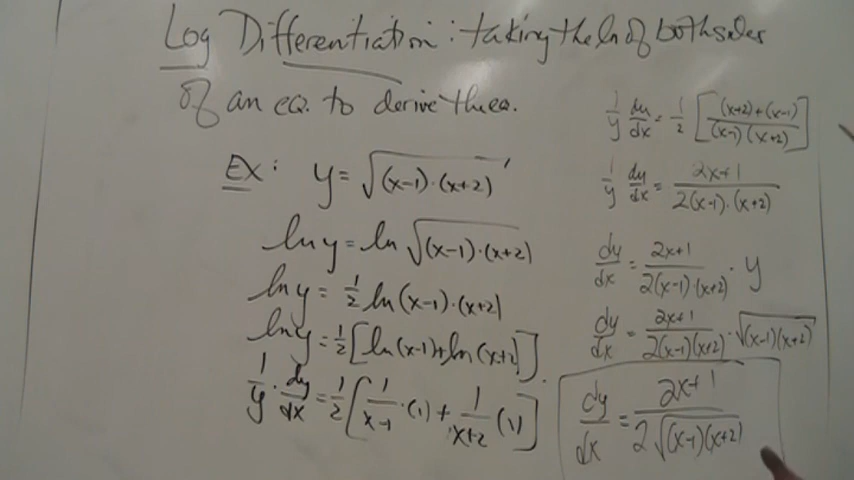 Log Differentiation: taking the ln of both sides
of an eq. to derive the eq.
EX: y = √((x-1)·(x+2))
ln y = ln √((x-1)·(x+2))
ln y = 1/2 ln(x-1)·(x+2)
ln y = 1/2 [ln(x-1)+ln(x+2)]
1/y · dy/dx = 1/2 [1/(x-1) ·(1) + 1/(x+2) (1)]
1/y dy/dx = 1/2 [((x+2)+(x-1))/((x-1)(x+2))]
1/y dy/dx = (2x+1)/(2(x-1)·(x+2))
dy/dx = (2x+1)/(2(x-1)·(x+2)) · y
dy/dx = (2x+1)/(2(x-1)(x+2)) · √((x-1)(x+2))
dy/dx = (2x+1)/(2√((x-1)(x+2)))